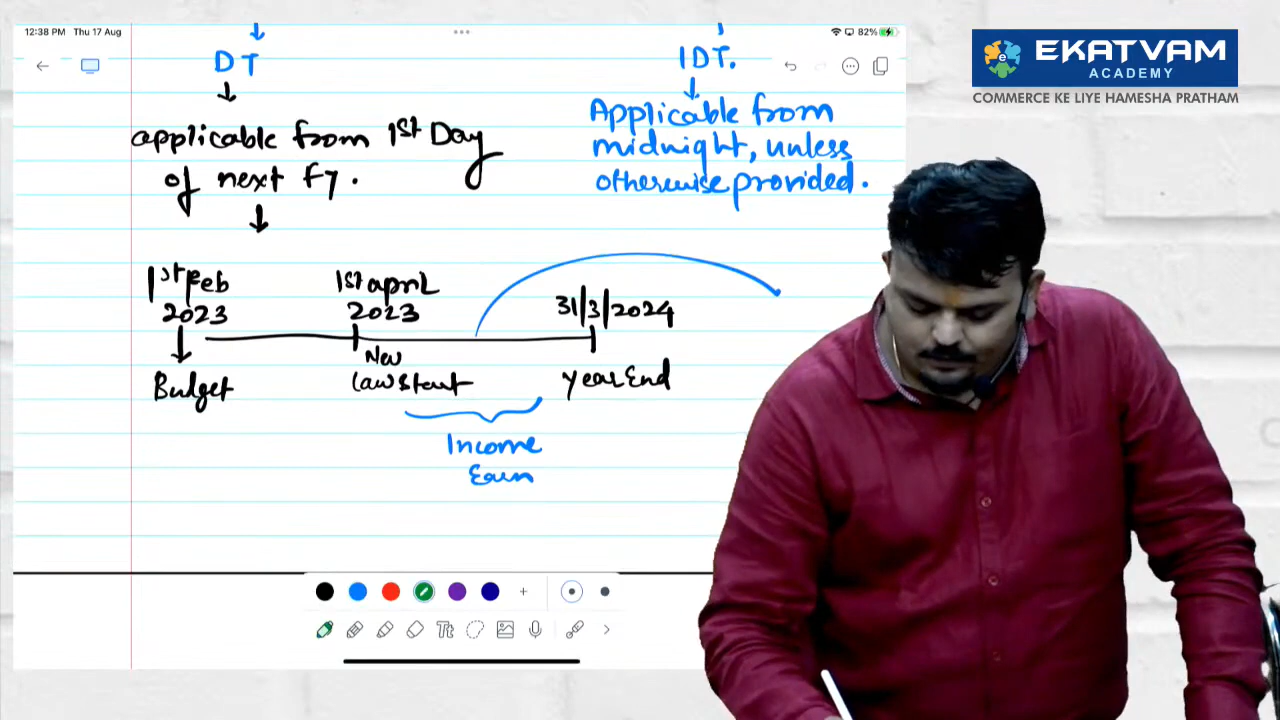 12:38 PM Thu 17 Aug
82%
DT
applicable from 1st Day
of next Fy.
IDT.
Applicable from
midnight, unless
otherwise provided.
1st Feb
2023
1st april
2023
31/3/2024
Budget
New
Law Start
Year End
Income
Earn
Tt
EKATVAM
ACADEMY
COMMERCE KE LIYE HAMESHA PRATHAM